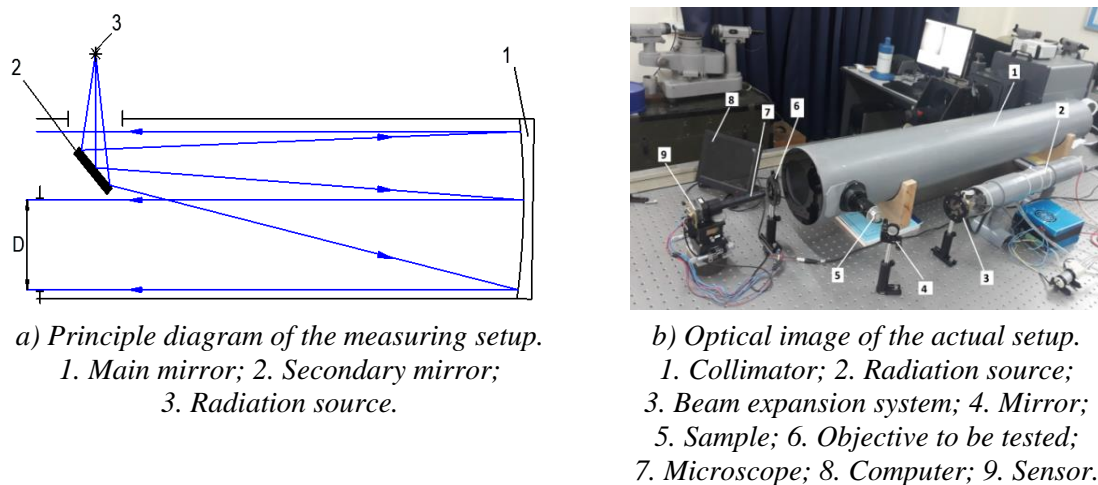 3
2
1
D
a) Principle diagram of the measuring setup.
1. Main mirror; 2. Secondary mirror;
3. Radiation source.
1
2
8
7
6
9
5
4
3
b) Optical image of the actual setup.
1. Collimator; 2. Radiation source;
3. Beam expansion system; 4. Mirror;
5. Sample; 6. Objective to be tested;
7. Microscope; 8. Computer; 9. Sensor.